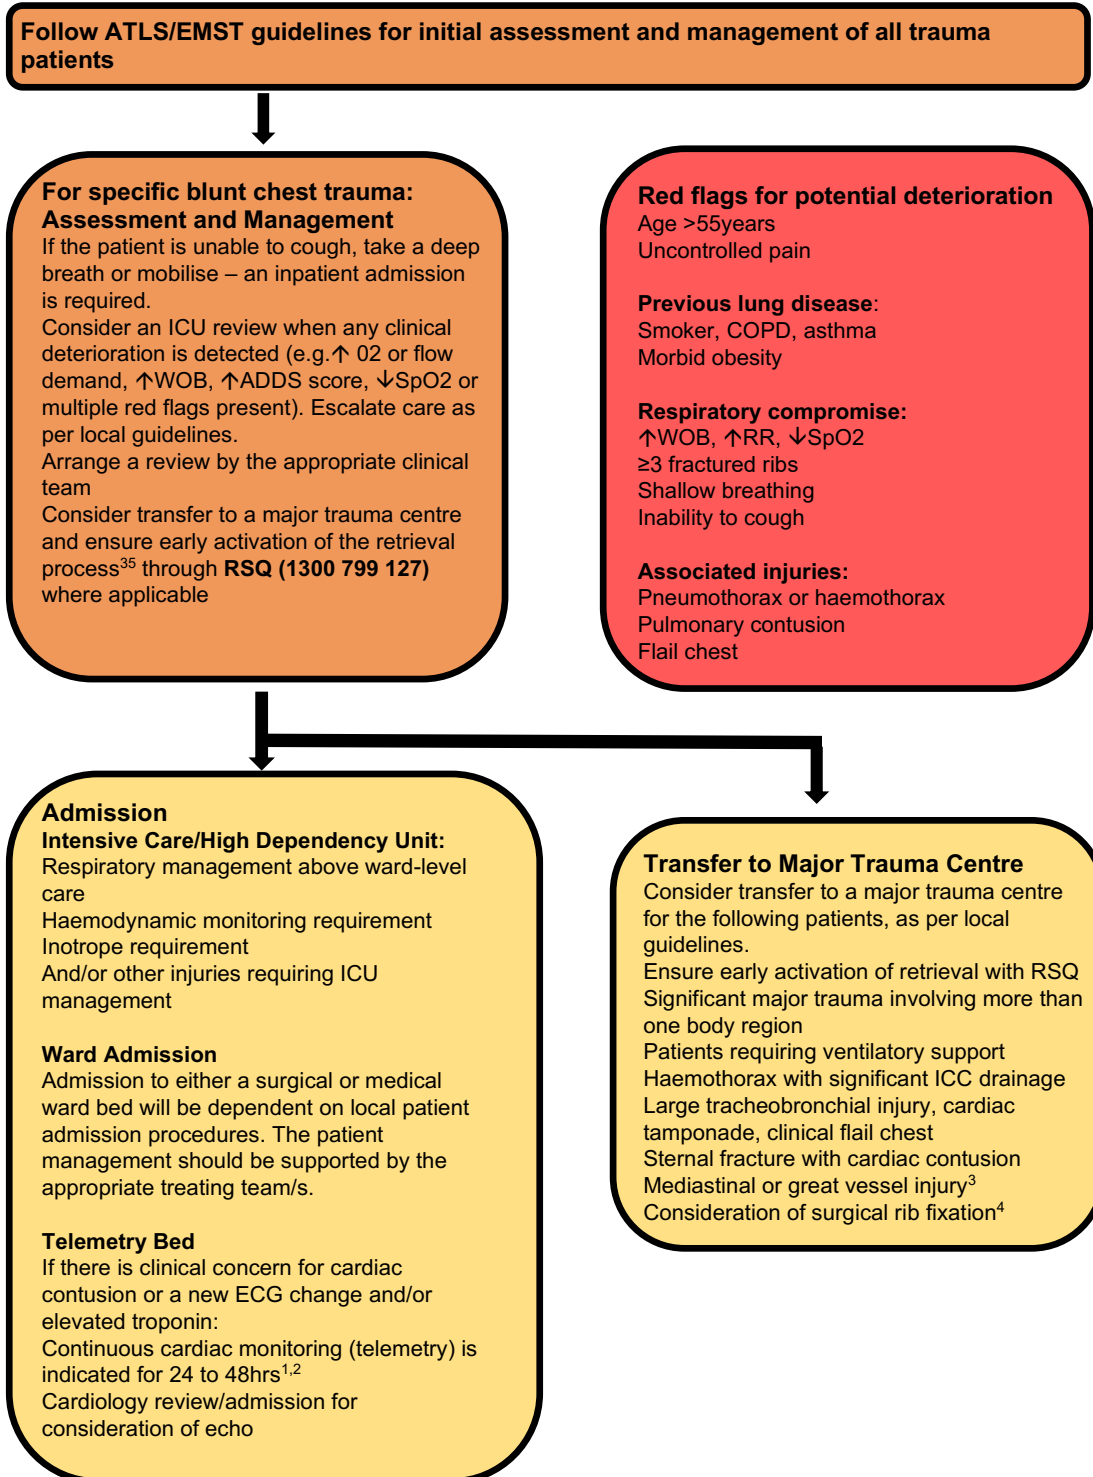 Follow ATLS/EMST guidelines for initial assessment and management of all trauma
patients
For specific blunt chest trauma:
Assessment and Management
If the patient is unable to cough, take a deep
breath or mobilise – an inpatient admission
is required.
Consider an ICU review when any clinical
deterioration is detected (e.g.↑ 02 or flow
demand, ↑WOB, ↑ADDS score, ↓SpO2 or
multiple red flags present). Escalate care as
per local guidelines.
Arrange a review by the appropriate clinical
team
Consider transfer to a major trauma centre
and ensure early activation of the retrieval
process³⁵ through RSQ (1300 799 127)
where applicable
Red flags for potential deterioration
Age >55years
Uncontrolled pain
Previous lung disease:
Smoker, COPD, asthma
Morbid obesity
Respiratory compromise:
↑WOB, ↑RR, ↓SpO2
≥3 fractured ribs
Shallow breathing
Inability to cough
Associated injuries:
Pneumothorax or haemothorax
Pulmonary contusion
Flail chest
Admission
Intensive Care/High Dependency Unit:
Respiratory management above ward-level
care
Haemodynamic monitoring requirement
Inotrope requirement
And/or other injuries requiring ICU
management
Ward Admission
Admission to either a surgical or medical
ward bed will be dependent on local patient
admission procedures. The patient
management should be supported by the
appropriate treating team/s.
Telemetry Bed
If there is clinical concern for cardiac
contusion or a new ECG change and/or
elevated troponin:
Continuous cardiac monitoring (telemetry) is
indicated for 24 to 48hrs¹,²
Cardiology review/admission for
consideration of echo
Transfer to Major Trauma Centre
Consider transfer to a major trauma centre
for the following patients, as per local
guidelines.
Ensure early activation of retrieval with RSQ
Significant major trauma involving more than
one body region
Patients requiring ventilatory support
Haemothorax with significant ICC drainage
Large tracheobronchial injury, cardiac
tamponade, clinical flail chest
Sternal fracture with cardiac contusion
Mediastinal or great vessel injury³
Consideration of surgical rib fixation⁴